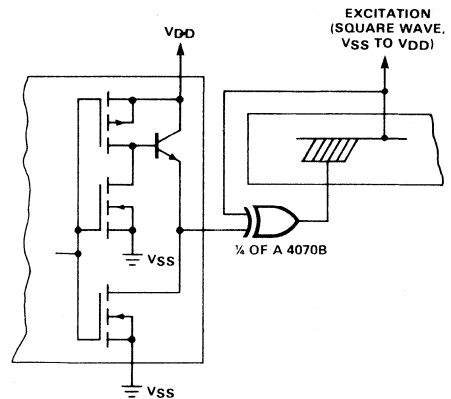 EXCITATION
(SQUARE WAVE,
VSS TO VDD)
VDD
¼ OF A 4070B
VSS
VSS